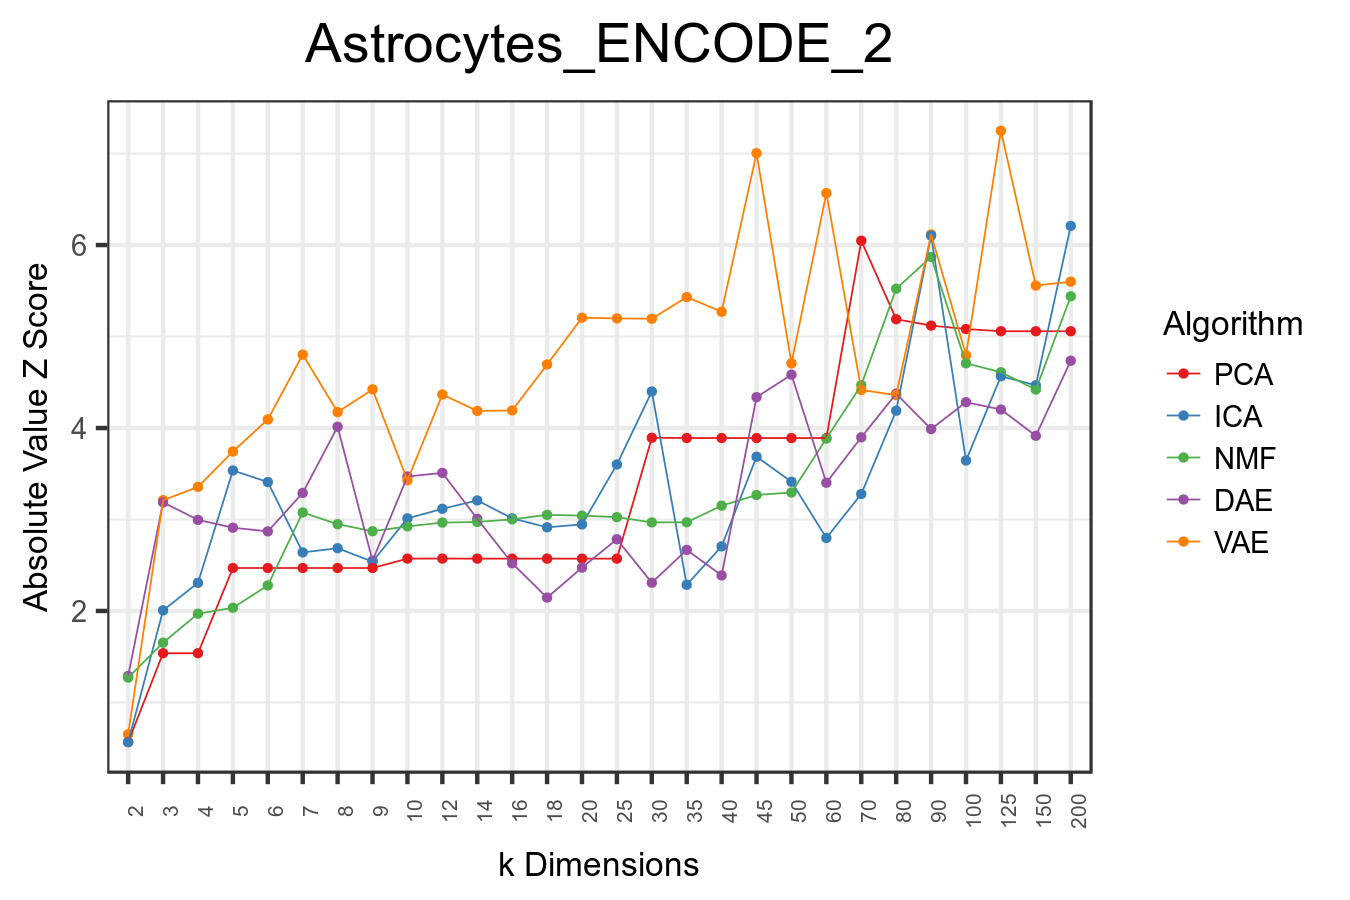 Astrocytes_ENCODE_2
Absolute Value Z Score
6
4
2
2 3 4 5 6 7 8 9 10 12 14 16 18 20 25 30 35 40 45 50 60 70 80 90 100 125 150 200
k Dimensions
Algorithm
PCA
ICA
NMF
DAE
VAE